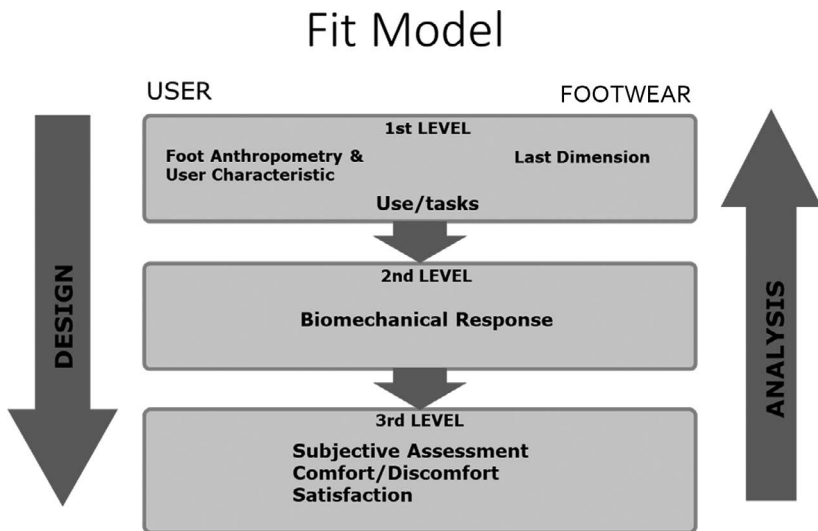 Fit Model
USER
FOOTWEAR
1st LEVEL
Foot Anthropometry &
User Characteristic
Last Dimension
Use/tasks
2nd LEVEL
Biomechanical Response
3rd LEVEL
Subjective Assessment
Comfort/Discomfort
Satisfaction
DESIGN
ANALYSIS